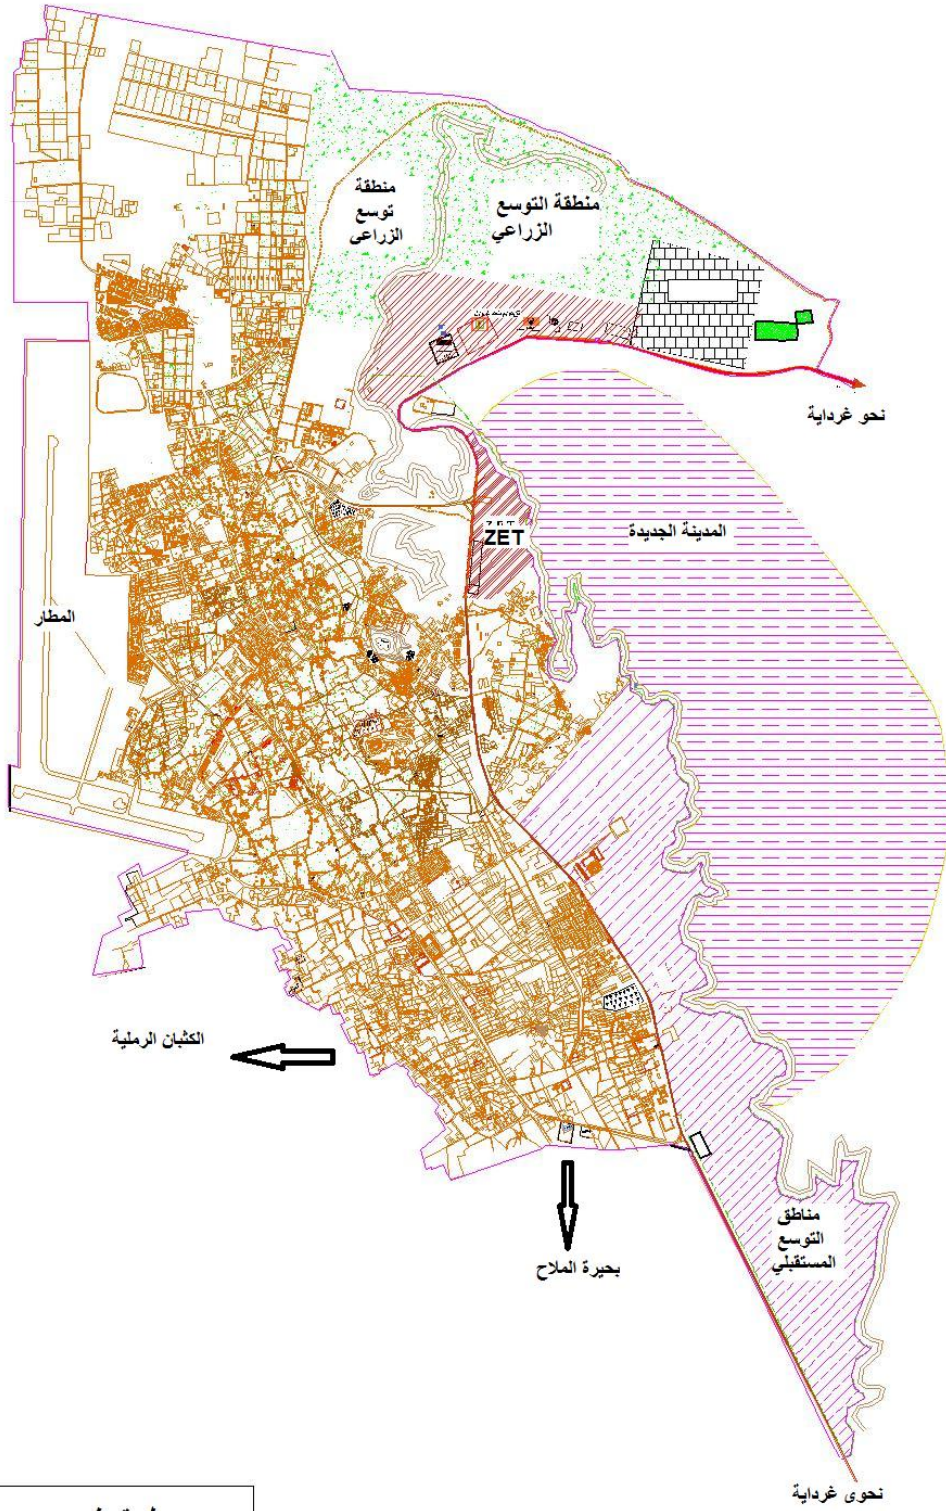 منطقة
توسع
الزراعي
منطقة التوسع
الزراعي
نحو غرداية
المدينة الجديدة
ZET
المطار
الكثبان الرملية
بحيرة الملاح
مناطق
التوسع
المستقبلي
نحوى غرداية